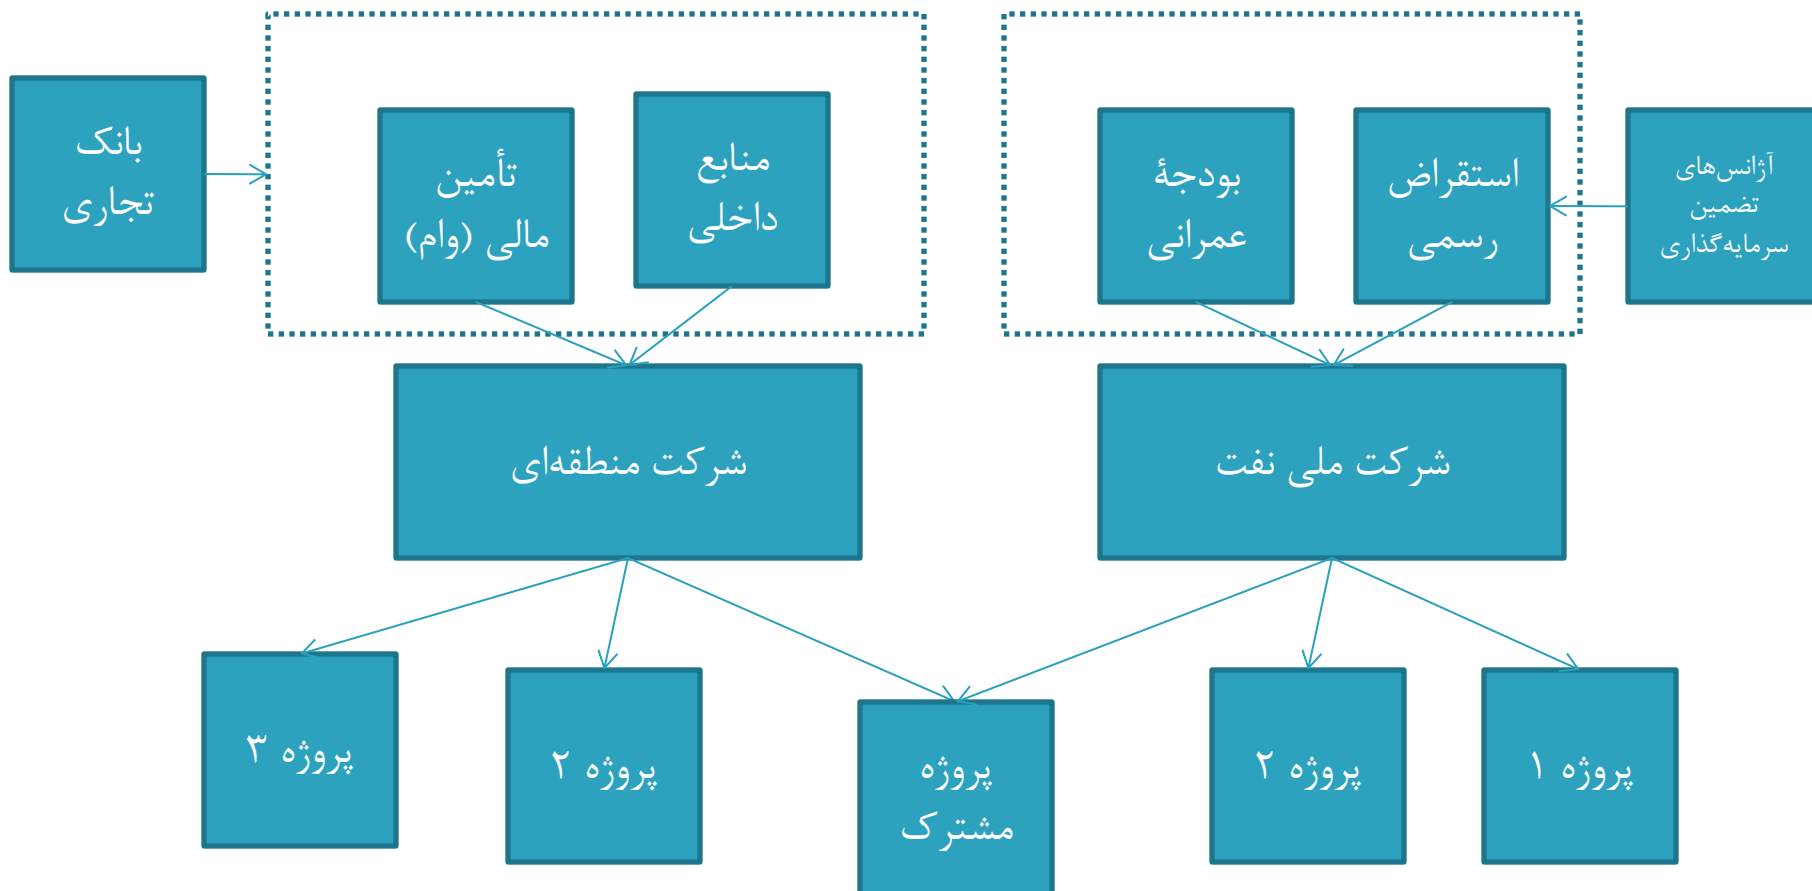 آژانس‌های
تضمین
سرمایه‌گذاری
استقراض
رسمی
بودجهٔ
عمرانی
منابع
داخلی
تأمین
مالی (وام)
بانک
تجاری
شرکت ملی نفت
شرکت منطقه‌ای
پروژه ۱
پروژه ۲
پروژه
مشترک
پروژه ۲
پروژه ۳